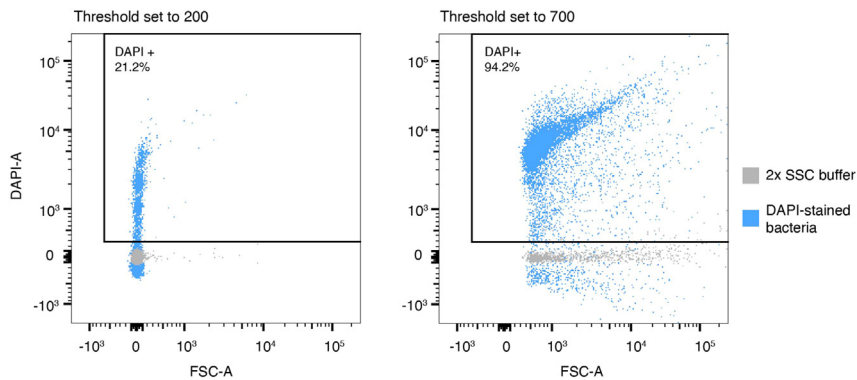 Threshold set to 200
Threshold set to 700
DAPI +
21.2%
DAPI+
94.2%
10⁵
10⁴
10³
0
-10³
10⁵
10⁴
10³
0
-10³
DAPI-A
-10³ 0 10³ 10⁴ 10⁵
-10³ 0 10³ 10⁴ 10⁵
FSC-A
FSC-A
2x SSC buffer
DAPI-stained
bacteria